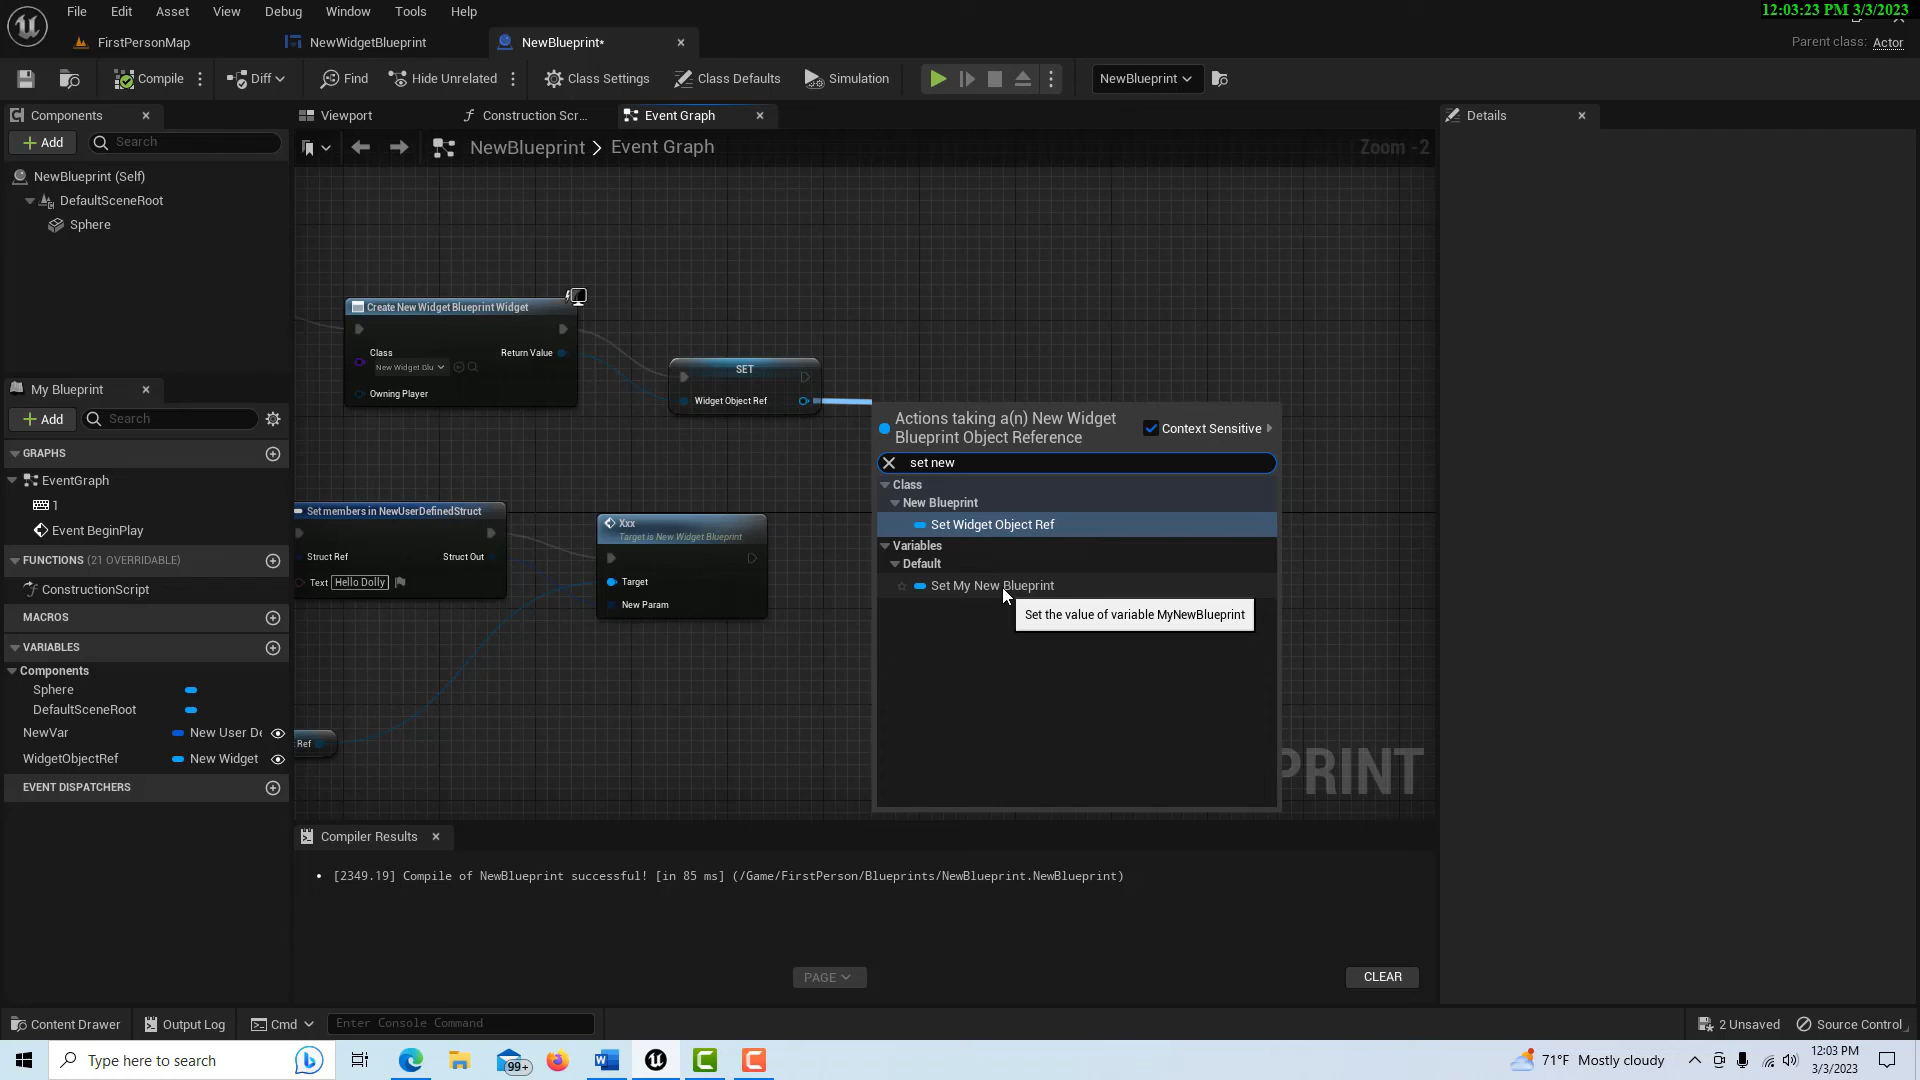 File Edit Asset View Debug Window Tools Help
12:03:23 PM 3/3/2023
FirstPersonMap
NewWidgetBlueprint
NewBlueprint*
Parent class: Actor
Compile
Diff
Find
Hide Unrelated
Class Settings
Class Defaults
Simulation
NewBlueprint
Components
Viewport
Construction Scr...
Event Graph
Details
Add
Search
NewBlueprint > Event Graph
Zoom -2
NewBlueprint (Self)
DefaultSceneRoot
Sphere
Create New Widget Blueprint Widget
Class
Return Value
New Widget Blu
Owning Player
SET
Widget Object Ref
My Blueprint
Add
Search
GRAPHS
EventGraph
1
Event BeginPlay
FUNCTIONS (21 OVERRIDABLE)
ConstructionScript
MACROS
VARIABLES
Components
Sphere
DefaultSceneRoot
NewVar New User De
WidgetObjectRef New Widget
EVENT DISPATCHERS
Actions taking a(n) New Widget
Blueprint Object Reference
Context Sensitive
set new
Class
New Blueprint
Set Widget Object Ref
Variables
Default
Set My New Blueprint
Set the value of variable MyNewBlueprint
Set members in NewUserDefinedStruct
Struct Ref Struct Out
Text Hello Dolly
Xxx
Target is New Widget Blueprint
Target
New Param
Ref
PRINT
Compiler Results
[2349.19] Compile of NewBlueprint successful! [in 85 ms] (/Game/FirstPerson/Blueprints/NewBlueprint.NewBlueprint)
PAGE
CLEAR
Content Drawer
Output Log
Cmd
Enter Console Command
2 Unsaved
Source Control
Type here to search
99+
71°F Mostly cloudy
12:03 PM
3/3/2023